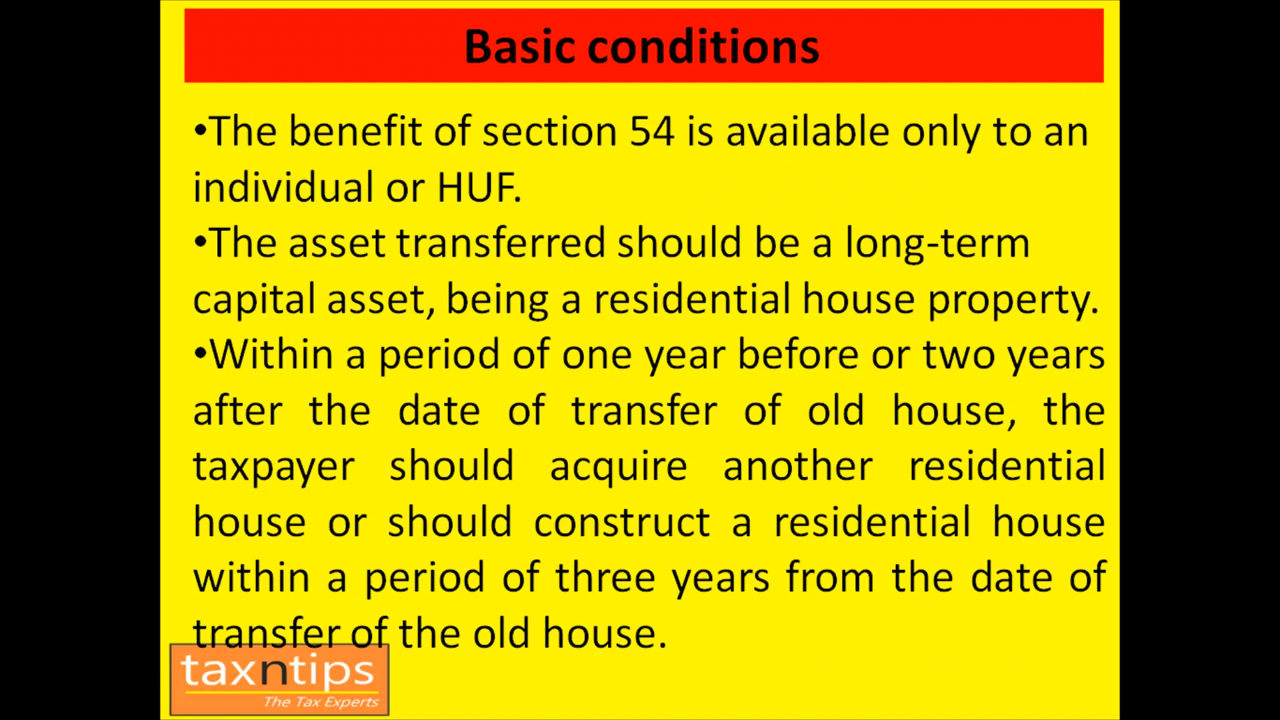 Basic conditions
•The benefit of section 54 is available only to an
individual or HUF.
•The asset transferred should be a long-term
capital asset, being a residential house property.
•Within a period of one year before or two years
after the date of transfer of old house, the
taxpayer should acquire another residential
house or should construct a residential house
within a period of three years from the date of
transfer of the old house.
taxntips
The Tax Experts